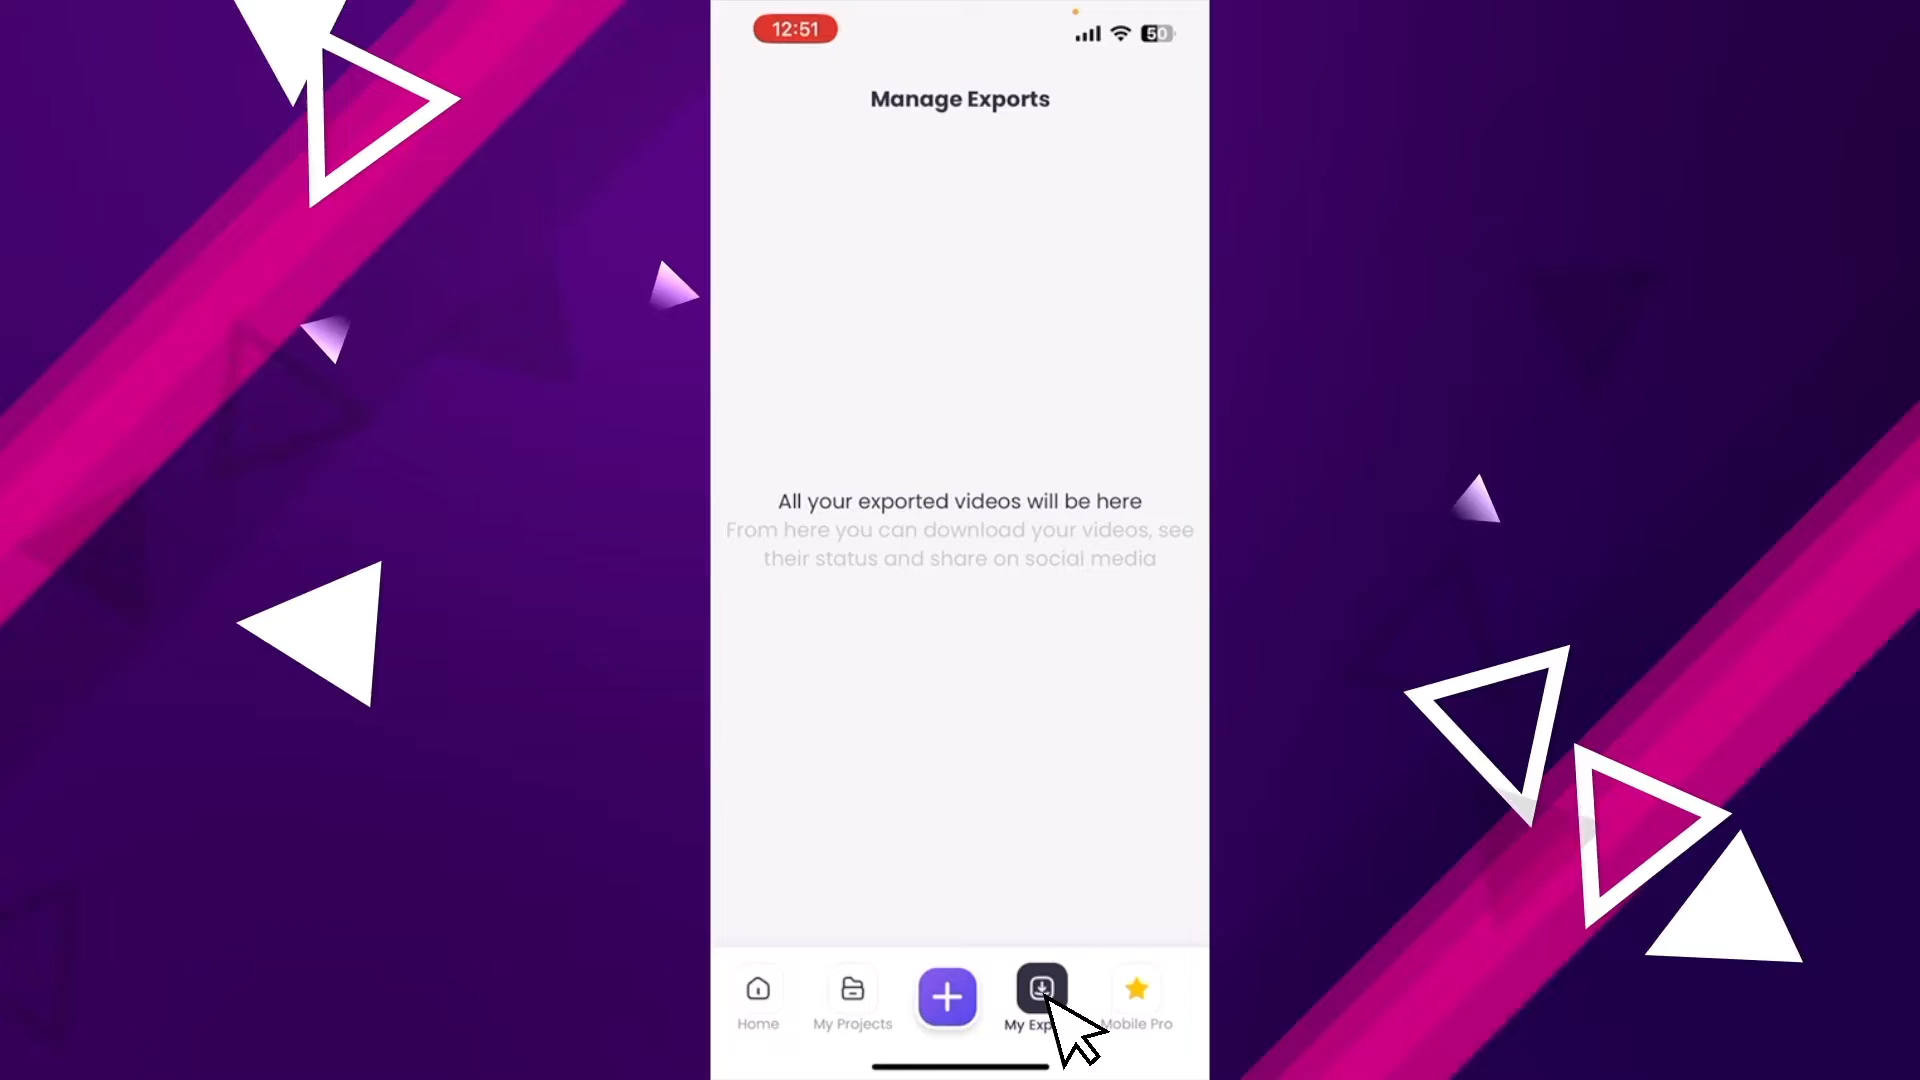 12:51
50
Manage Exports
All your exported videos will be here
From here you can download your videos, see
their status and share on social media
Home
My Projects
My Exp
Mobile Pro